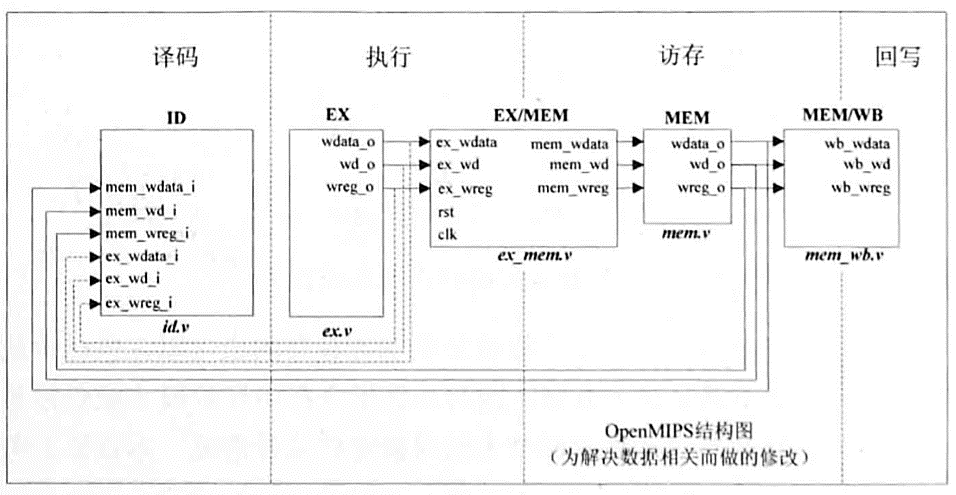 译码
执行
访存
回写
ID
EX
EX/MEM
MEM
MEM/WB
mem_wdata_i
mem_wd_i
mem_wreg_i
ex_wdata_i
ex_wd_i
ex_wreg_i
id.v
wdata_o
wd_o
wreg_o
ex.v
ex_wdata
ex_wd
ex_wreg
rst
clk
mem_wdata
mem_wd
mem_wreg
ex_mem.v
wdata_o
wd_o
wreg_o
mem.v
wb_wdata
wb_wd
wb_wreg
mem_wb.v
OpenMIPS结构图
（为解决数据相关而做的修改）